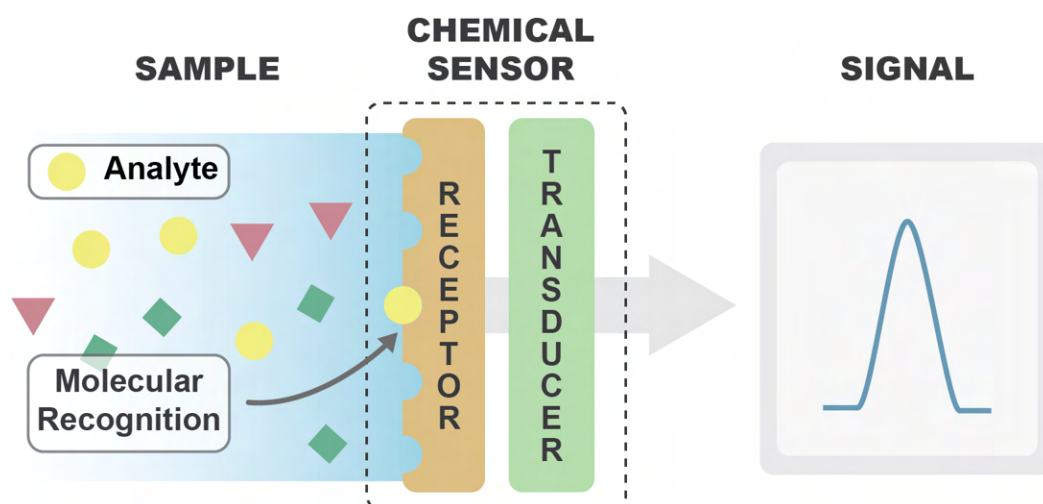 SAMPLE
CHEMICAL
SENSOR
SIGNAL
Analyte
RECEPTOR
TRANSDUCER
Molecular
Recognition